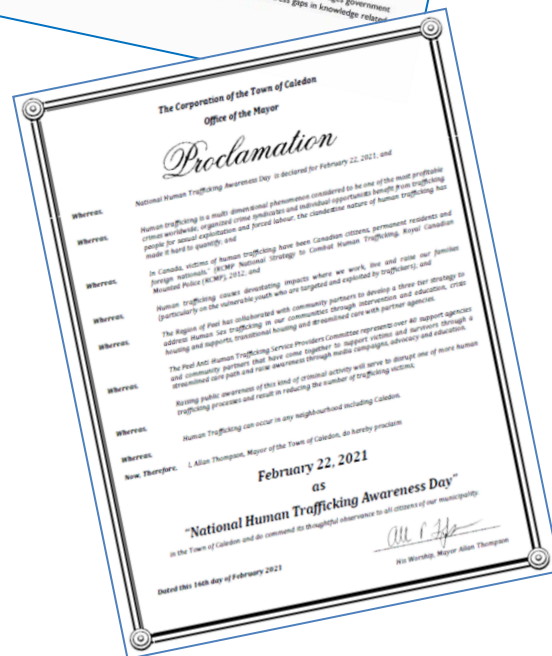 government
gaps in knowledge related
The Corporation of the Town of Caledon
Office of the Mayor
Proclamation
Whereas, National Human Trafficking Awareness Day is declared for February 22, 2021, and
Whereas, Human trafficking is a multi dimensional phenomenon considered to be one of the most profitable
crimes worldwide, organized crime syndicates and individual opportunists benefit from trafficking
people for sexual exploitation and forced labour, the clandestine nature of human trafficking has
made it hard to quantify, and
Whereas, In Canada, victims of human trafficking have been Canadian citizens, permanent residents and
foreign nationals." (RCMP National Strategy to Combat Human Trafficking, Royal Canadian
Mounted Police (RCMP), 2012; and
Whereas, Human trafficking causes devastating impacts where we work, live and raise our families
(particularly on the vulnerable youth who are targeted and exploited by traffickers), and
Whereas, The Region of Peel has collaborated with community partners to develop a three tier strategy to
address Human Sex trafficking in our communities through intervention and education, crisis
housing and supports, transitional housing and streamlined care with partner agencies.
Whereas, The Peel Anti Human Trafficking Service Providers Committee represents over 40 support agencies
and community partners that have come together to support victims and survivors through a
streamlined care path and raise awareness through media campaigns, advocacy and education.
Whereas, Raising public awareness of this kind of criminal activity will serve to disrupt one of more human
trafficking processes and result in reducing the number of trafficking victims;
Whereas, Human Trafficking can occur in any neighbourhood including Caledon.
Now, Therefore, I, Allan Thompson, Mayor of the Town of Caledon, do hereby proclaim
February 22, 2021
as
"National Human Trafficking Awareness Day"
in the Town of Caledon and do commend its thoughtful observance to all citizens of our municipality.
His Worship, Mayor Allan Thompson
Dated this 16th day of February 2021